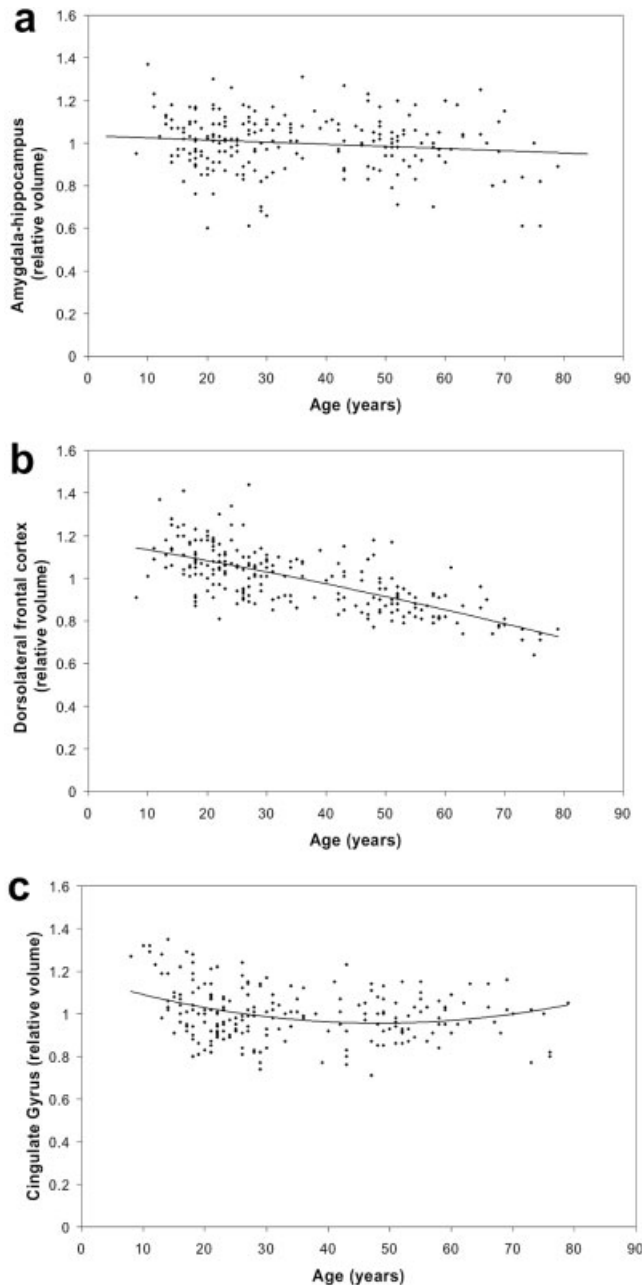 a
1.6
1.4
1.2
1
0.8
0.6
0.4
0.2
0
Amygdala-hippocampus
(relative volume)
0 10 20 30 40 50 60 70 80 90
Age (years)
b
1.6
1.4
1.2
1
0.8
0.6
0.4
0.2
0
Dorsolateral frontal cortex
(relative volume)
0 10 20 30 40 50 60 70 80 90
Age (years)
c
1.6
1.4
1.2
1
0.8
0.6
0.4
0.2
0
Cingulate Gyrus (relative volume)
0 10 20 30 40 50 60 70 80 90
Age (years)